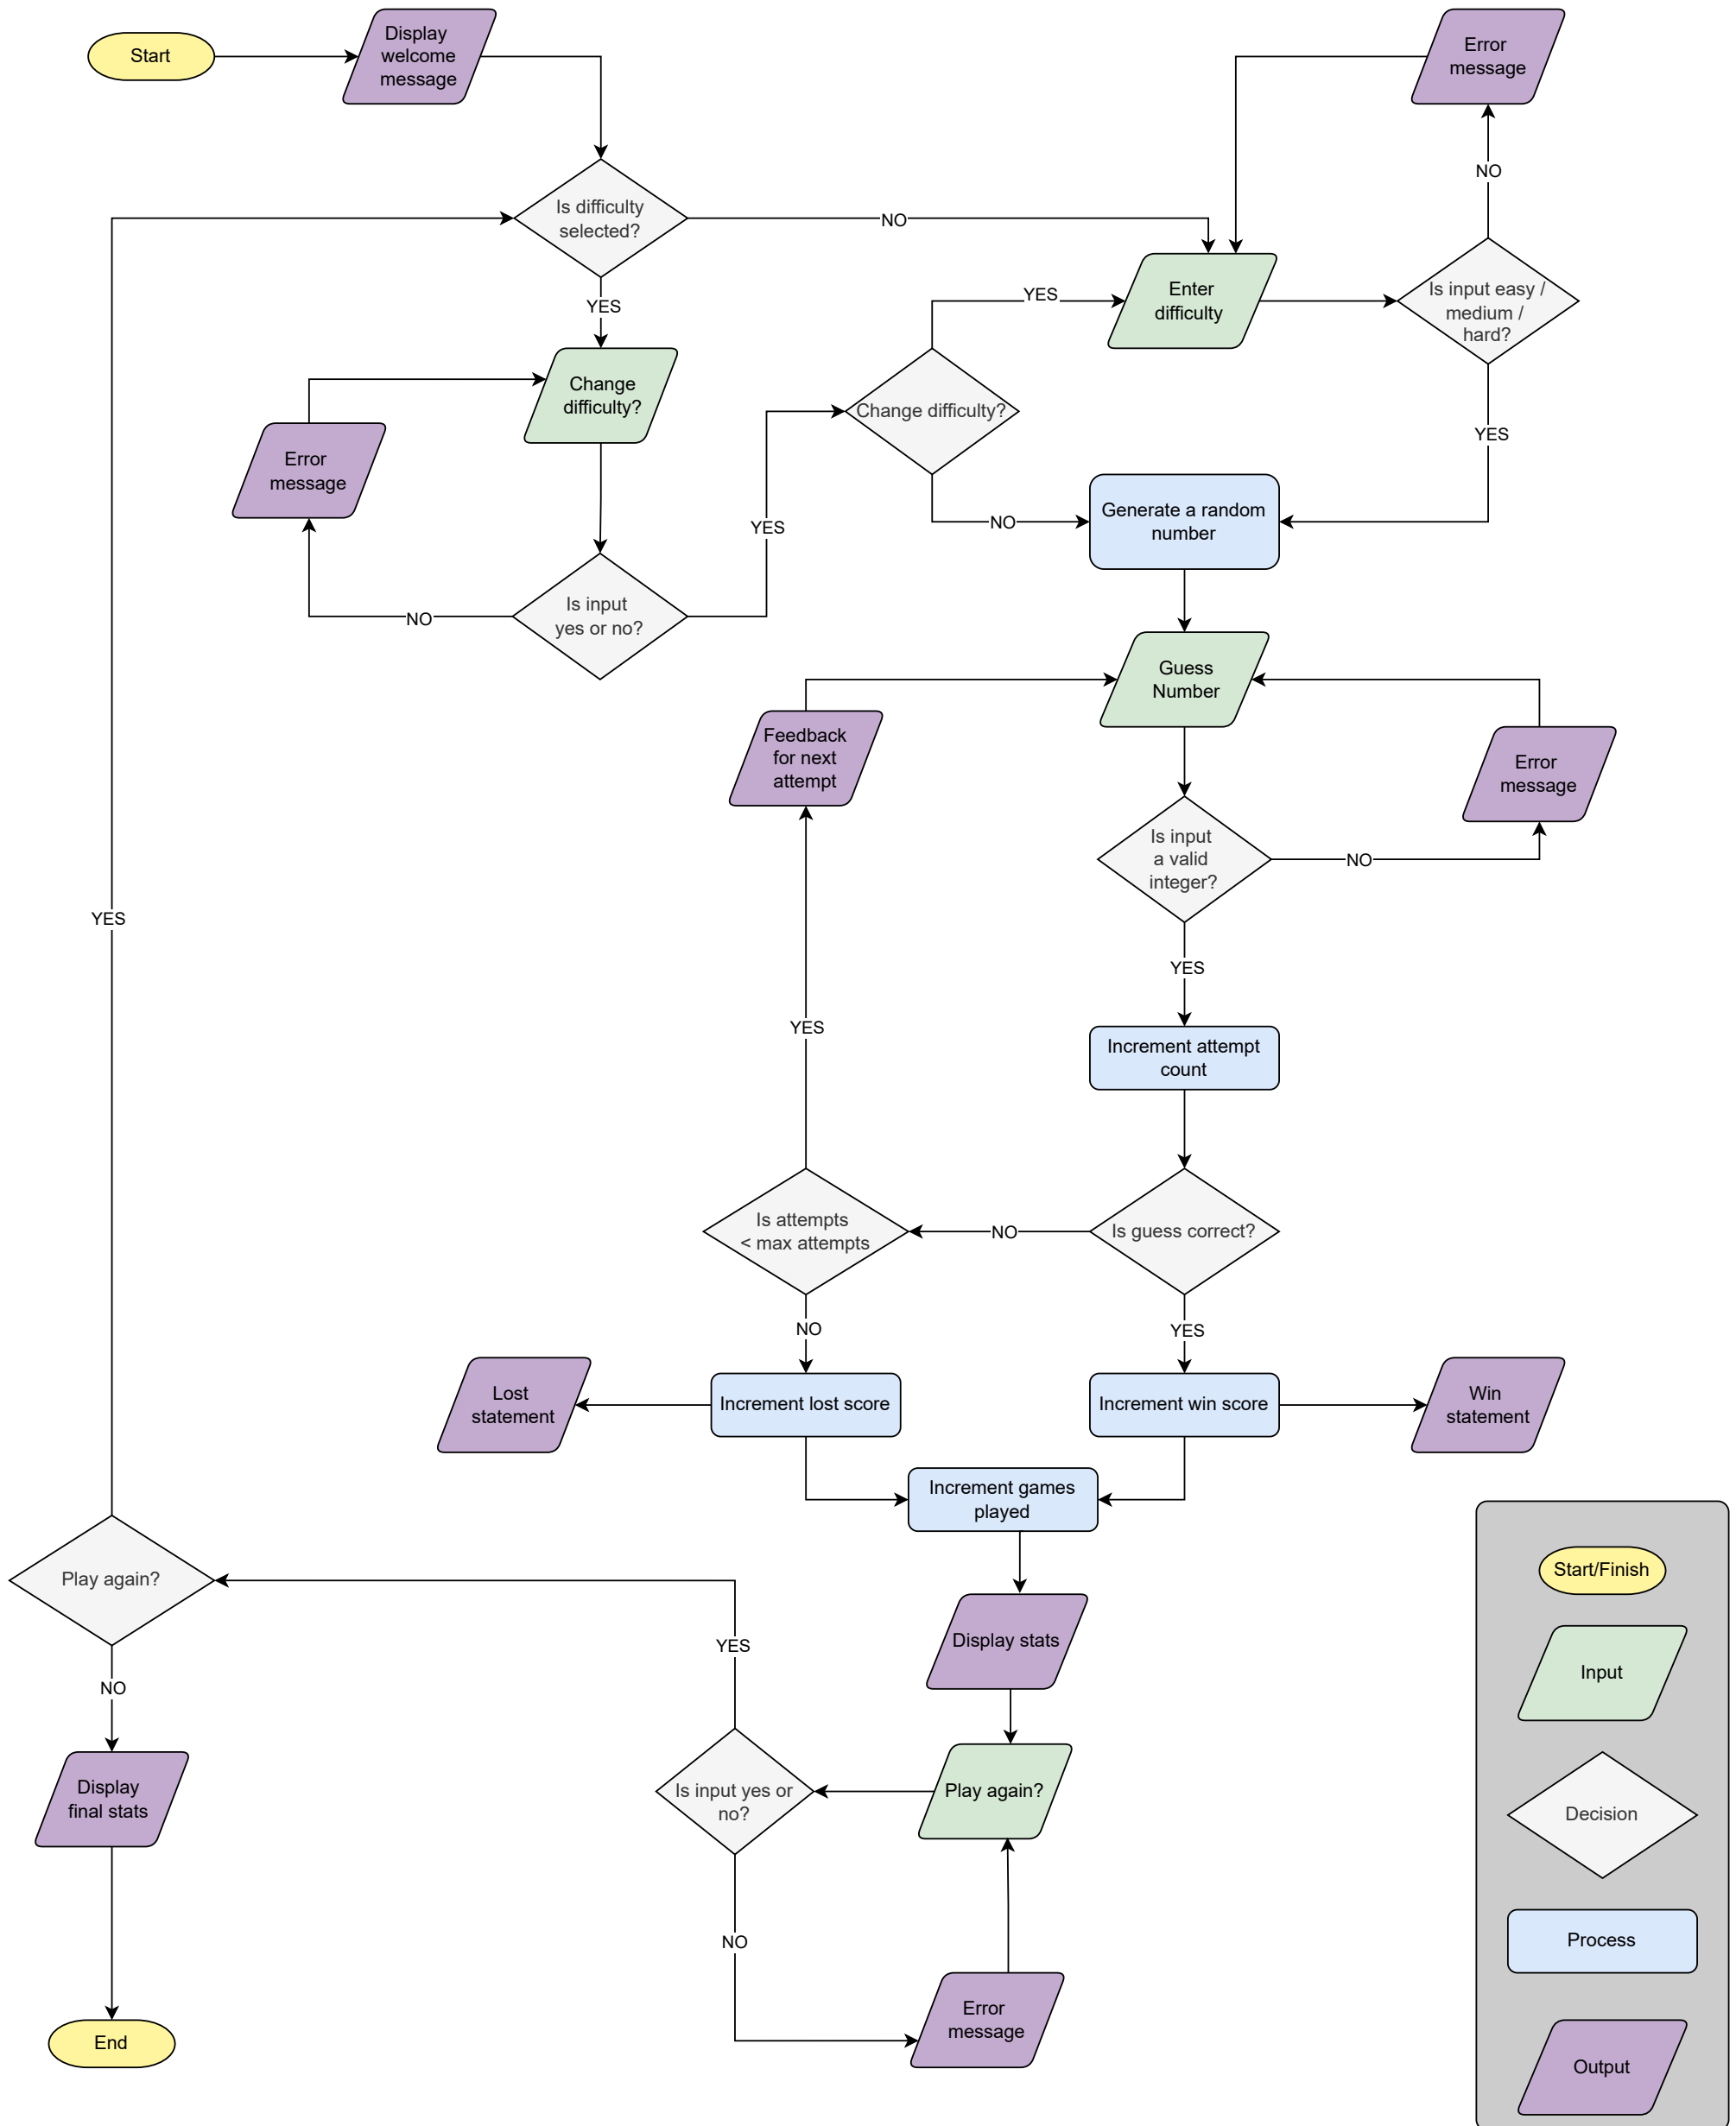 Start
Display
welcome
message
Error
message
NO
Is difficulty
selected?
NO
Enter
difficulty
Is input easy /
medium /
hard?
YES
YES
Change
difficulty?
Change difficulty?
Error
message
YES
Generate a random
number
NO
YES
Is input
yes or no?
NO
Guess
Number
Feedback
for next
attempt
Error
message
Is input
a valid
integer?
NO
YES
YES
YES
Increment attempt
count
Is attempts
< max attempts
NO
Is guess correct?
NO
YES
Lost
statement
Increment lost score
Increment win score
Win
statement
Increment games
played
Play again?
Display stats
YES
NO
Display
final stats
Is input yes or
no?
Play again?
NO
Error
message
End
Start/Finish
Input
Decision
Process
Output